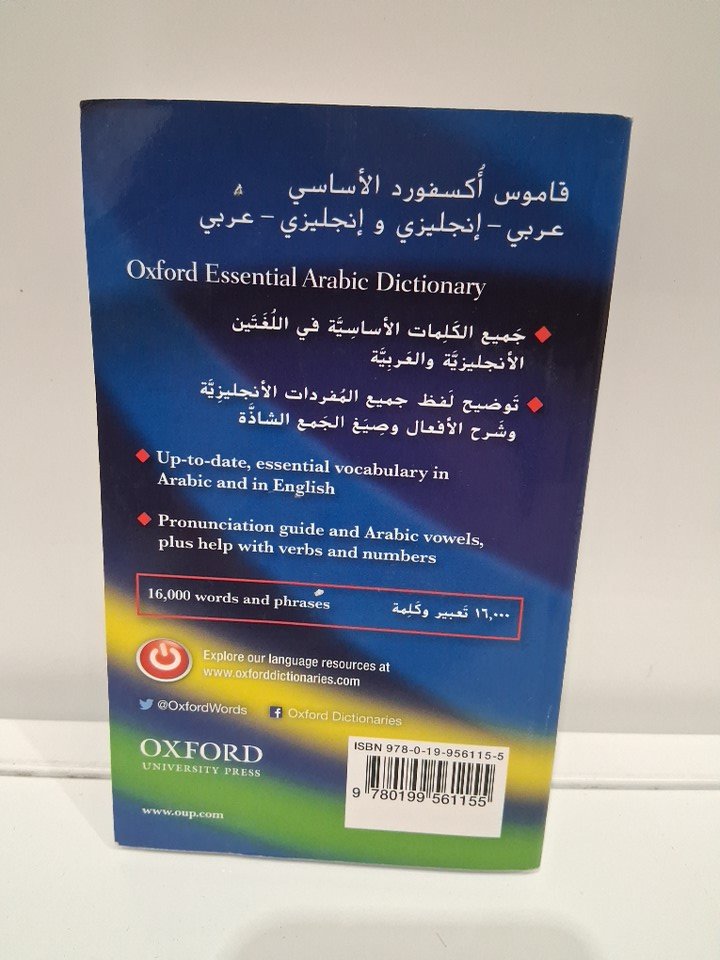 قاموس أُكسفورد الأساسي
عربي – إنجليزي و إنجليزي – عربي
Oxford Essential Arabic Dictionary
جَميع الكَلِمات الأساسِيَّة في اللُغَتَين
الأنجليزيَّة والعَربِيَّة
تَوضيح لَفظ جميع المُفردات الأنجليزِيَّة
وشَرح الأفعال وصِيَغ الجَمع الشاذَّة
Up-to-date, essential vocabulary in
Arabic and in English
Pronunciation guide and Arabic vowels,
plus help with verbs and numbers
16,000 words and phrases
١٦,٠٠٠ تَعبير وكَلِمة
Explore our language resources at
www.oxforddictionaries.com
@OxfordWords
Oxford Dictionaries
OXFORD
UNIVERSITY PRESS
www.oup.com
ISBN 978-0-19-956115-5
9 780199 561155